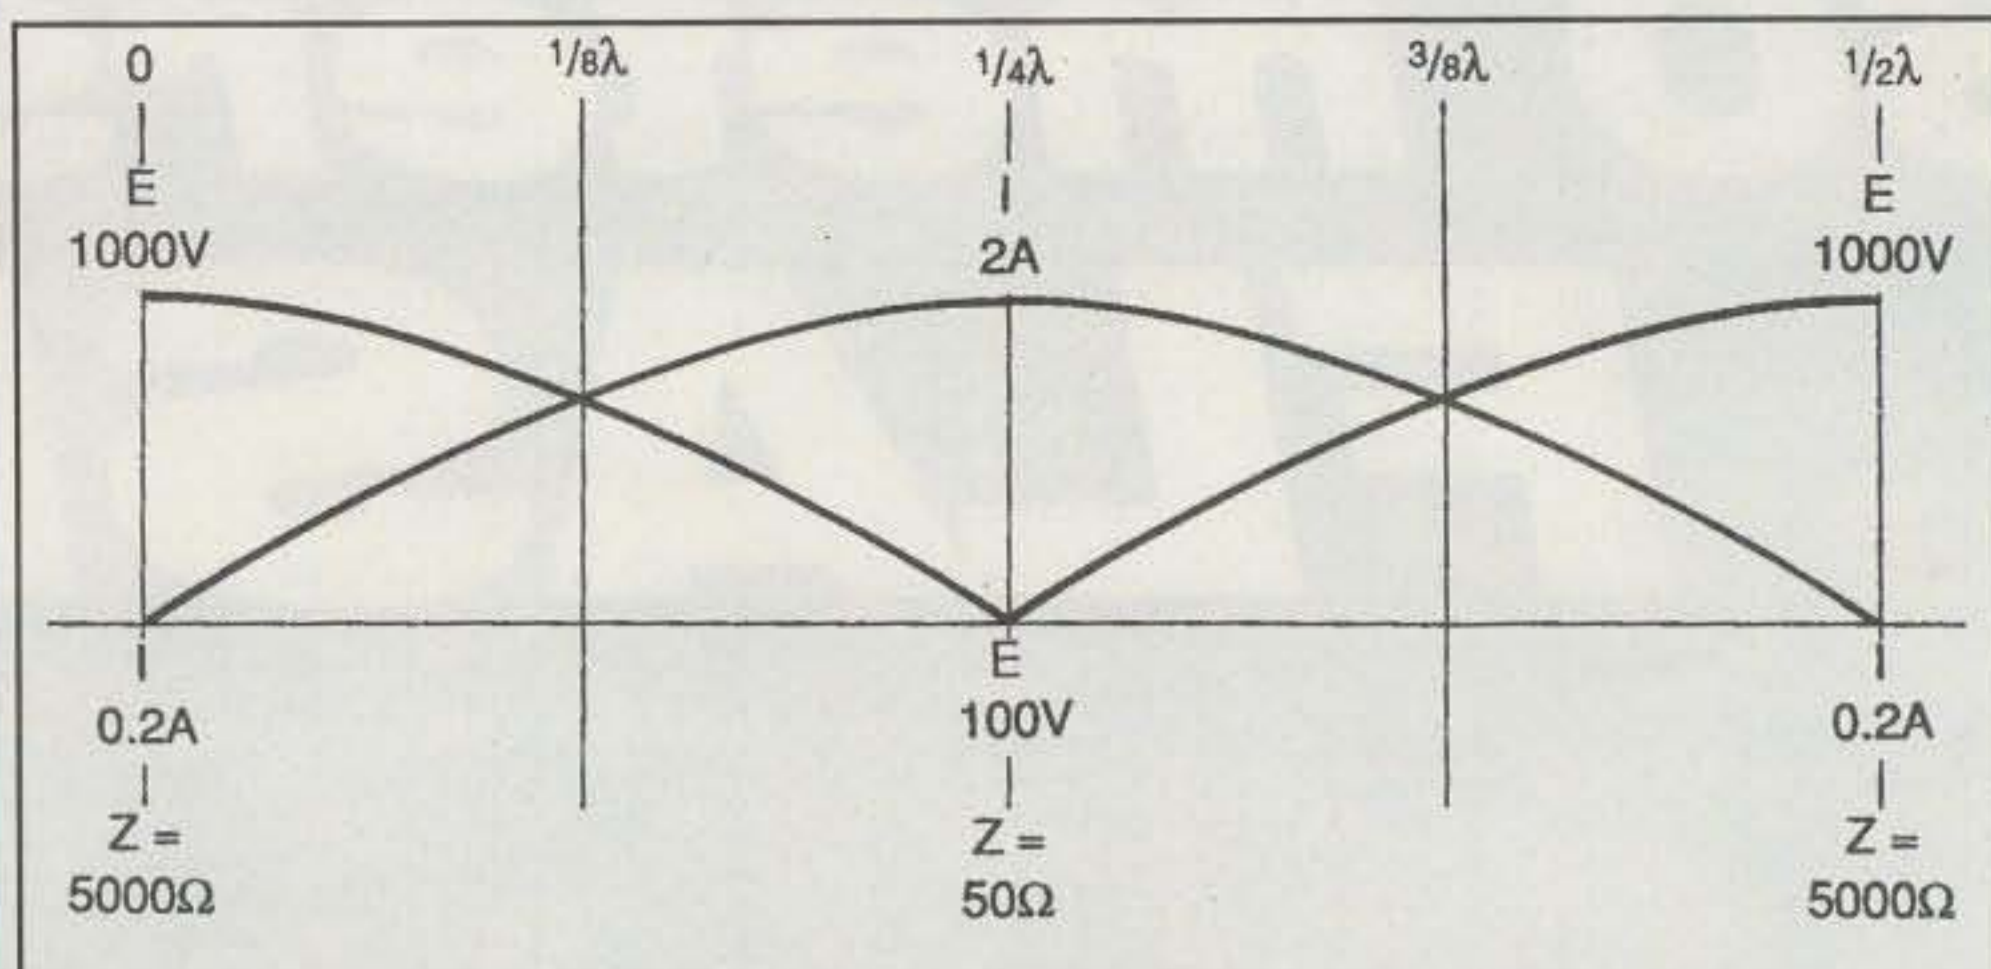 0 1/8λ 1/4λ 3/8λ 1/2λ
E I E
1000V 2A 1000V
I E I
0.2A 100V 0.2A
Z = Z = Z =
5000Ω 50Ω 5000Ω